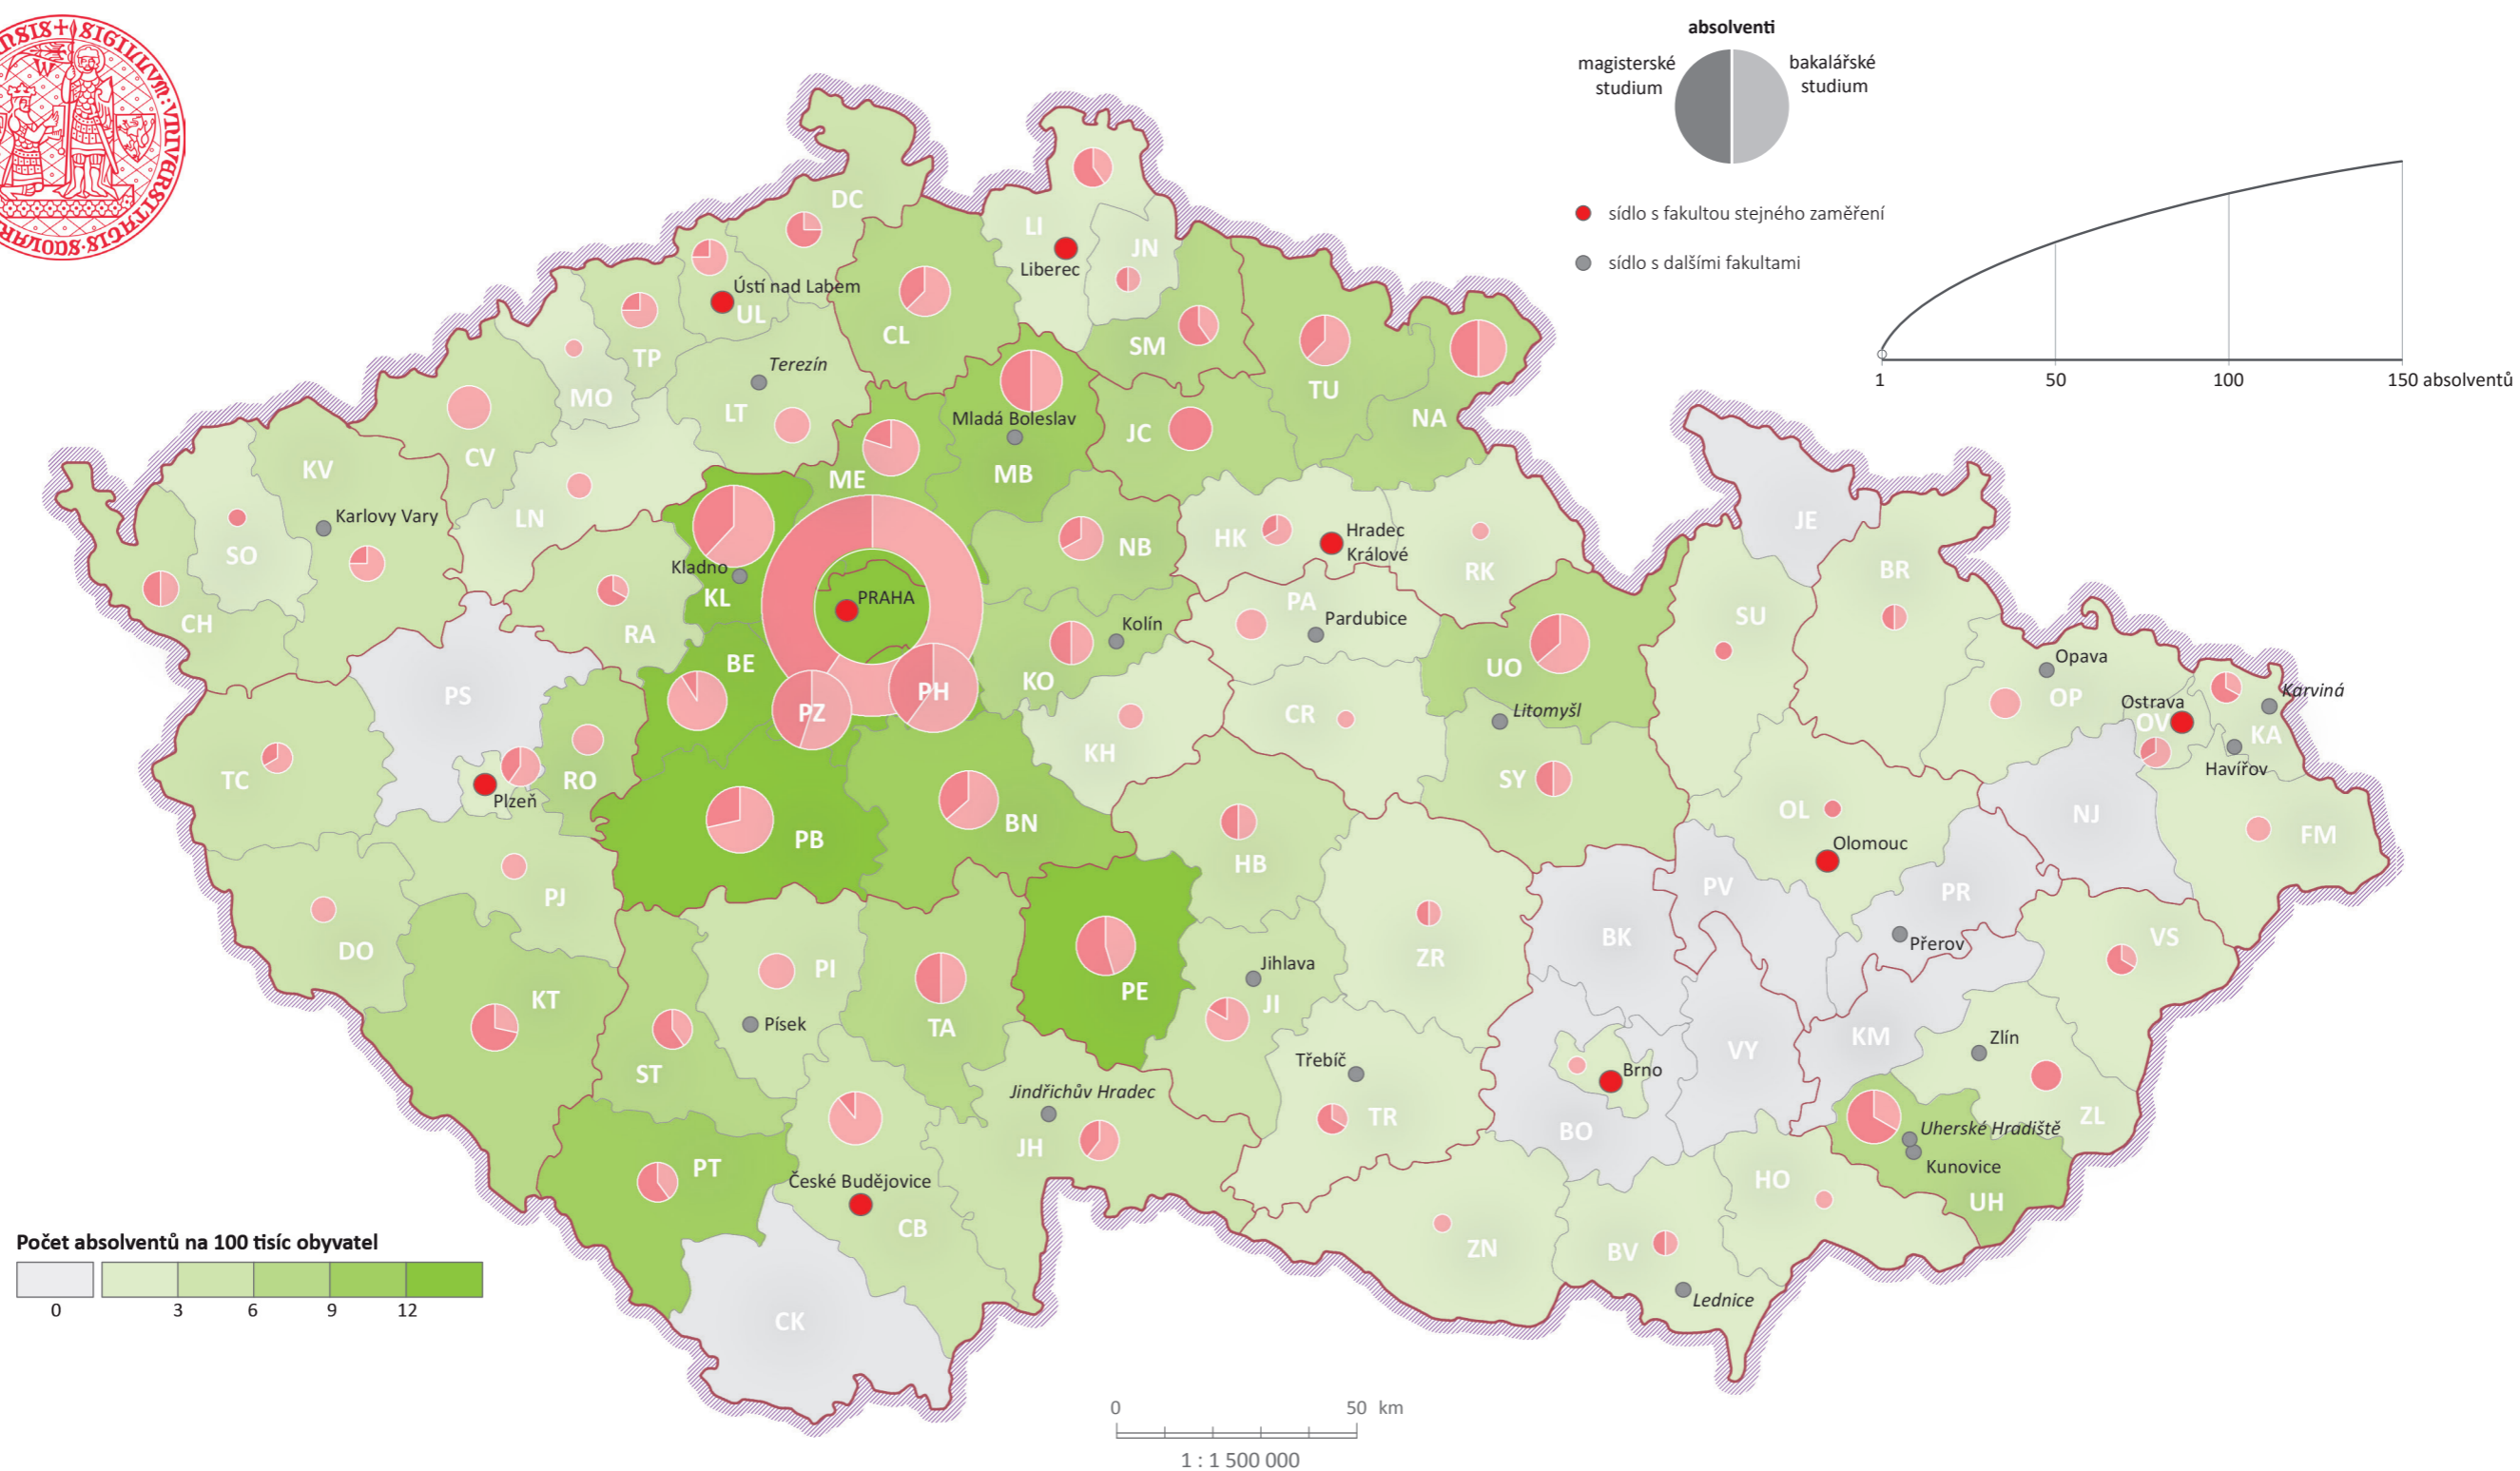 NSIS + SIGILLVM : VNIVERSITATIS : SCOLAR
absolventi
magisterské
studium
bakalářské
studium
sídlo s fakultou stejného zaměření
sídlo s dalšími fakultami
1
50
100
150 absolventů
DC
LI
Liberec
JN
Ústí nad Labem
UL
CL
SM
TP
Terezín
MO
LT
TU
NA
Mladá Boleslav
JC
MB
ME
CV
KV
Karlovy Vary
LN
SO
CH
Kladno
KL
RA
PRAHA
NB
HK
Hradec
Králové
RK
JE
BR
PA
Pardubice
Kolín
KO
SU
BE
PH
PZ
UO
Opava
OP
Karviná
Ostrava
OV
KA
Havířov
PS
CR
Litomyšl
KH
TC
RO
Plzeň
SY
OL
NJ
FM
BN
PB
HB
Olomouc
PJ
PV
PR
DO
PI
PE
ZR
BK
Přerov
VS
KT
Jihlava
JI
Písek
TA
ST
KM
VY
Zlín
Třebíč
Brno
Jindřichův Hradec
TR
BO
ZL
JH
Uherské Hradiště
Kunovice
PT
České Budějovice
HO
UH
CB
ZN
BV
Lednice
CK
Počet absolventů na 100 tisíc obyvatel
0
3
6
9
12
0
50 km
1 : 1 500 000